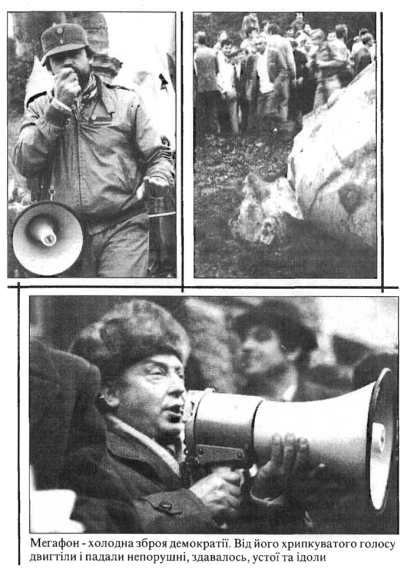 Мегафон - холодна зброя демократії. Від його хрипкуватого голосу
двигтіли і падали непорушні, здавалось, устої та ідоли